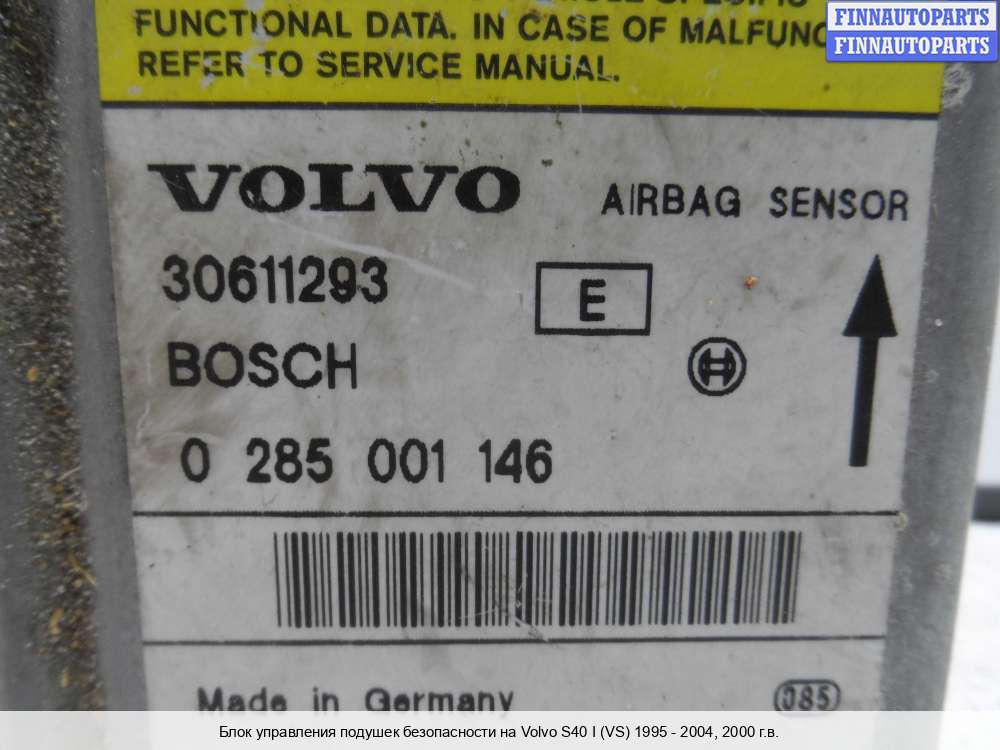 FINNAUTOPARTS
FINNAUTOPARTS
SPECIFIC
FUNCTIONAL DATA. IN CASE OF
REFER TO SERVICE MANUAL.
VOLVO
AIRBAG SENSOR
30611293
E
BOSCH
0 285 001 146
Made in Germany
085
Блок управления подушек безопасности на Volvo S40 I (VS) 1995 - 2004, 2000 г.в.